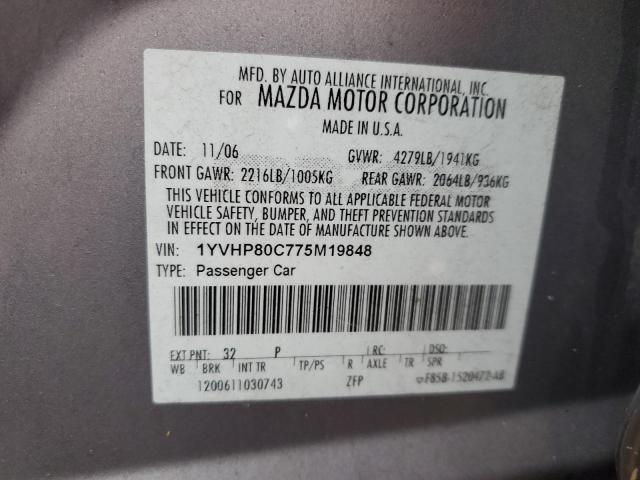 MFD. BY AUTO ALLIANCE INTERNATIONAL, INC.
FOR MAZDA MOTOR CORPORATION
MADE IN U.S.A.
DATE: 11/06 GVWR: 4279LB/1941KG
FRONT GAWR: 2216LB/1005KG REAR GAWR: 2064LB/936KG
THIS VEHICLE CONFORMS TO ALL APPLICABLE FEDERAL MOTOR
VEHICLE SAFETY, BUMPER, AND THEFT PREVENTION STANDARDS
IN EFFECT ON THE DATE OF MANUFACTURE SHOWN ABOVE.
VIN: 1YVHP80C775M19848
TYPE: Passenger Car
EXT PNT: 32 P RC: DSO:
WB BRK INT TR TP/PS R AXLE TR SPR
1200611030743 ZFP F85B-1520472-AB